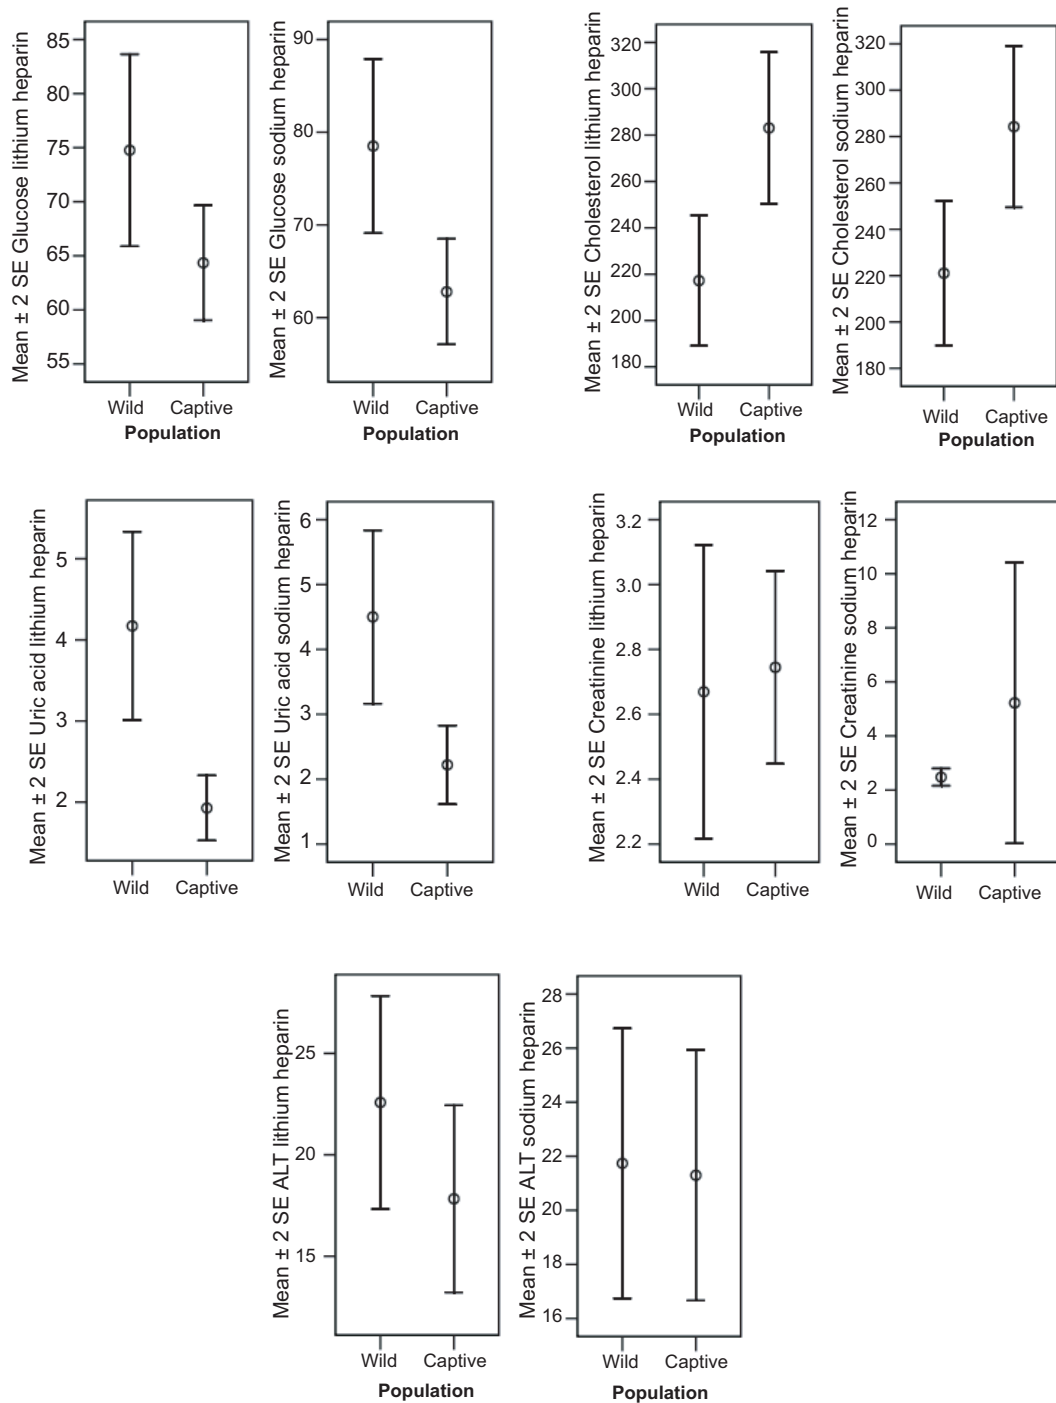 Mean ± 2 SE Glucose lithium heparin
85
80
75
70
65
60
55
Wild Captive
Population
Mean ± 2 SE Glucose sodium heparin
90
80
70
60
Wild Captive
Population
Mean ± 2 SE Cholesterol lithium heparin
320
300
280
260
240
220
200
180
Wild Captive
Population
Mean ± 2 SE Cholesterol sodium heparin
320
300
280
260
240
220
200
180
Wild Captive
Population
Mean ± 2 SE Uric acid lithium heparin
5
4
3
2
Wild Captive
Mean ± 2 SE Uric acid sodium heparin
6
5
4
3
2
1
Wild Captive
Mean ± 2 SE Creatinine lithium heparin
3.2
3.0
2.8
2.6
2.4
2.2
Wild Captive
Mean ± 2 SE Creatinine sodium heparin
12
10
8
6
4
2
0
Wild Captive
Mean ± 2 SE ALT lithium heparin
25
20
15
Wild Captive
Population
Mean ± 2 SE ALT sodium heparin
28
26
24
22
20
18
16
Wild Captive
Population